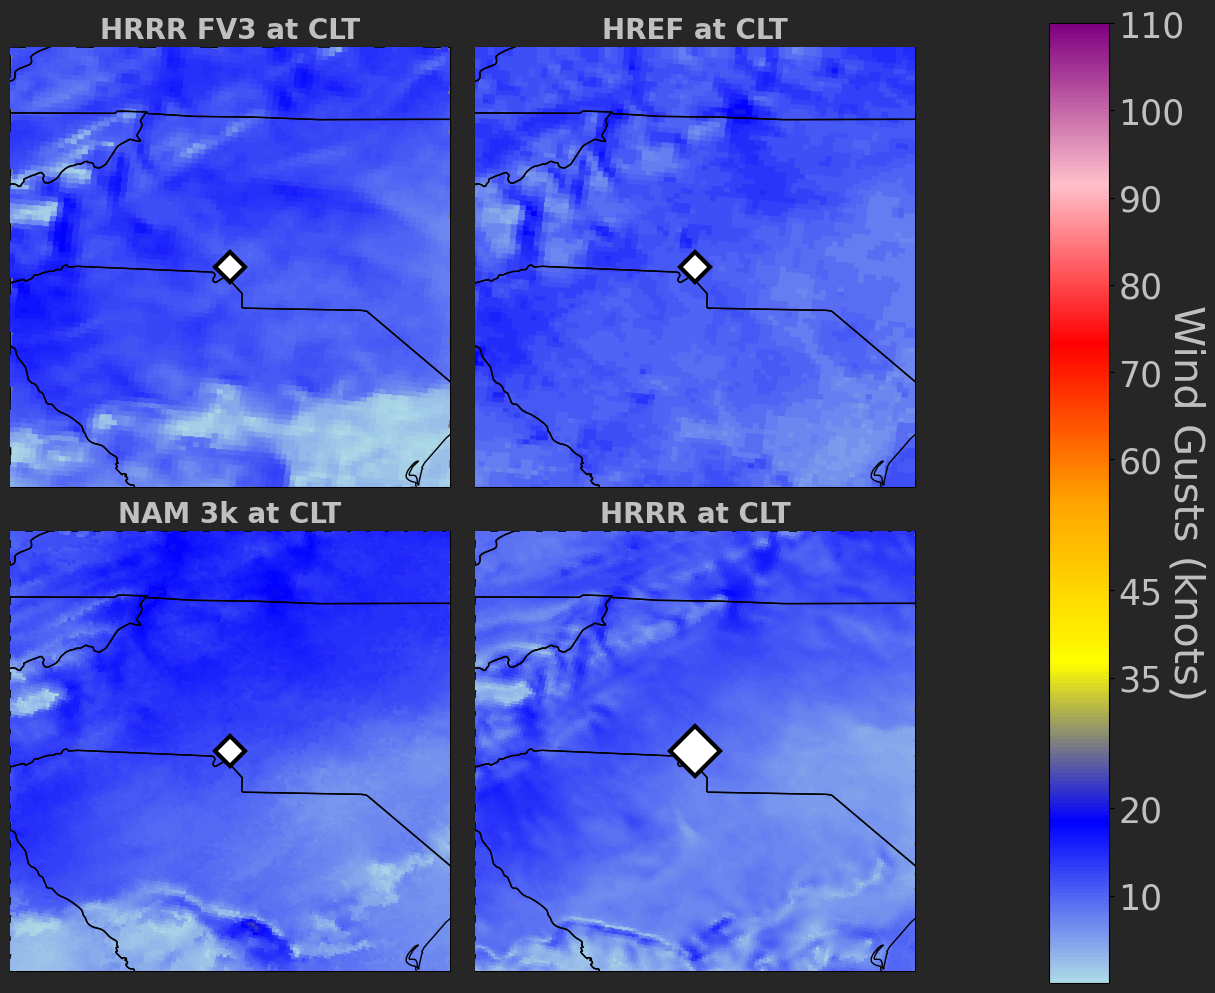 HRRR FV3 at CLT
HREF at CLT
NAM 3k at CLT
HRRR at CLT
110
100
90
80
70
60
45
35
20
10
Wind Gusts (knots)